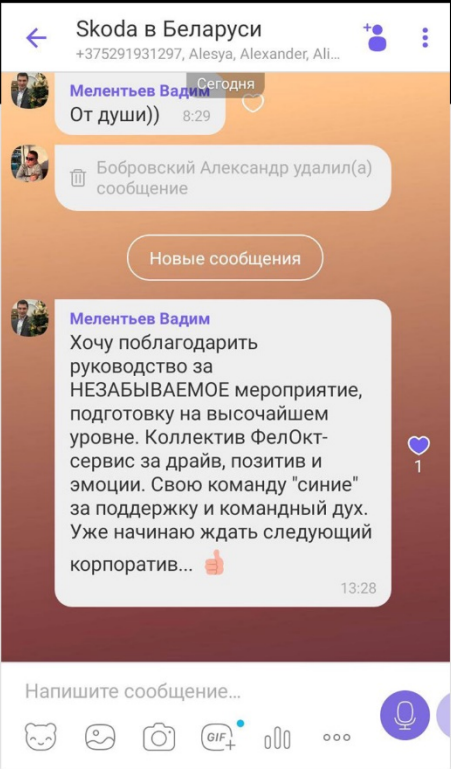 Skoda в Беларуси
+375291931297, Alesya, Alexander, Ali...
Сегодня
Мелентьев Вадим
От души)) 8:29
Бобровский Александр удалил(а)
сообщение
Новые сообщения
Мелентьев Вадим
Хочу поблагодарить
руководство за
НЕЗАБЫВАЕМОЕ мероприятие,
подготовку на высочайшем
уровне. Коллектив ФелОкт-
сервис за драйв, позитив и
эмоции. Свою команду "синие"
за поддержку и командный дух.
Уже начинаю ждать следующий
корпоратив... 👍
1
13:28
Напишите сообщение...
GIF